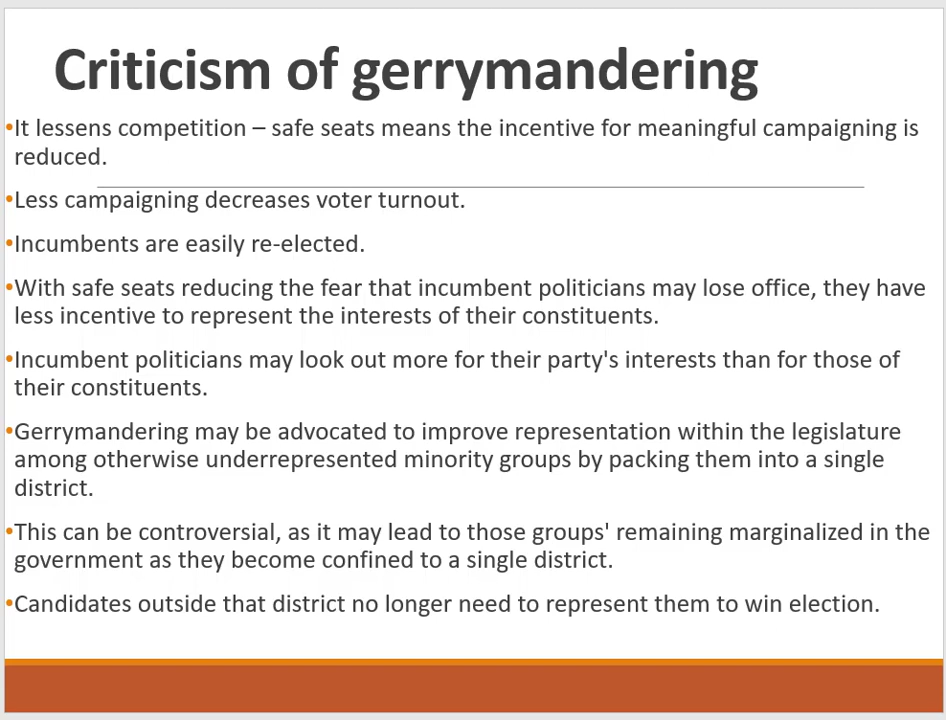 Criticism of gerrymandering
•It lessens competition – safe seats means the incentive for meaningful campaigning is
reduced.
•Less campaigning decreases voter turnout.
•Incumbents are easily re-elected.
•With safe seats reducing the fear that incumbent politicians may lose office, they have
less incentive to represent the interests of their constituents.
•Incumbent politicians may look out more for their party's interests than for those of
their constituents.
•Gerrymandering may be advocated to improve representation within the legislature
among otherwise underrepresented minority groups by packing them into a single
district.
•This can be controversial, as it may lead to those groups' remaining marginalized in the
government as they become confined to a single district.
•Candidates outside that district no longer need to represent them to win election.